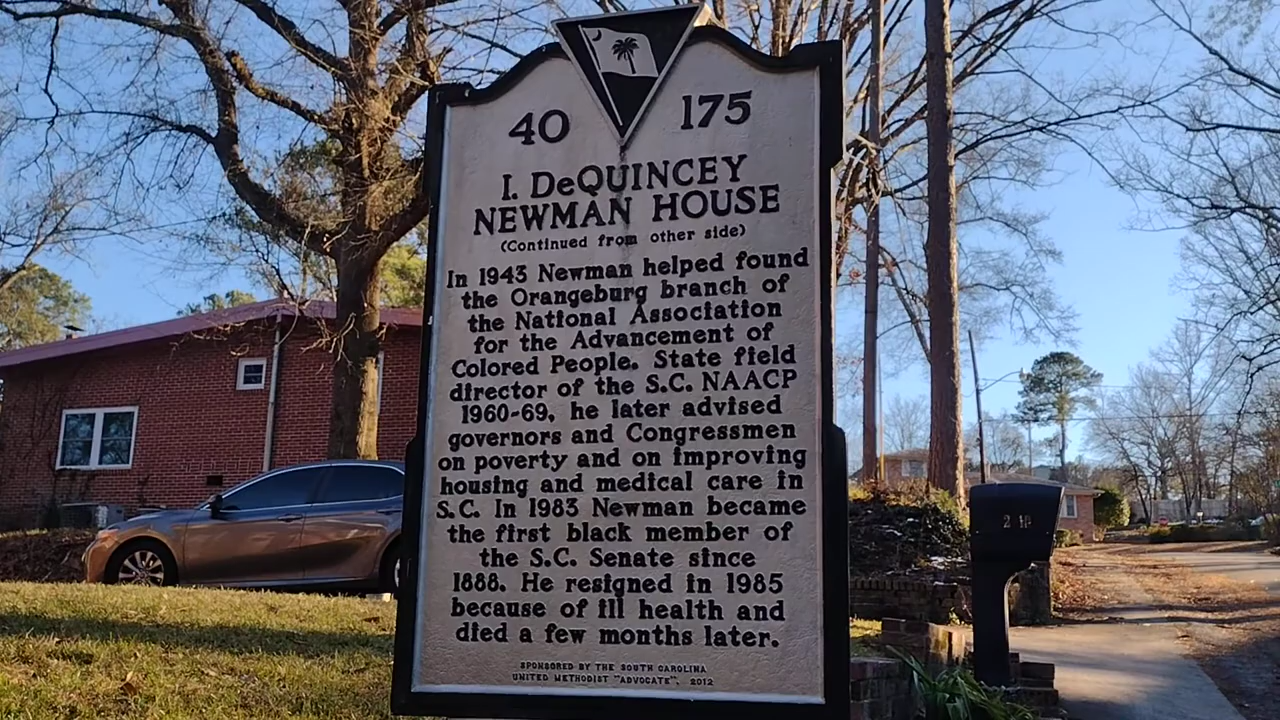 40 175
I. DeQUINCEY
NEWMAN HOUSE
(Continued from other side)
In 1943 Newman helped found
the Orangeburg branch of
the National Association
for the Advancement of
Colored People. State field
director of the S.C. NAACP
1960-69, he later advised
governors and Congressmen
on poverty and on improving
housing and medical care in
S.C. In 1983 Newman became
the first black member of
the S.C. Senate since
1888. He resigned in 1985
because of ill health and
died a few months later.
SPONSORED BY THE SOUTH CAROLINA
UNITED METHODIST "ADVOCATE", 2012